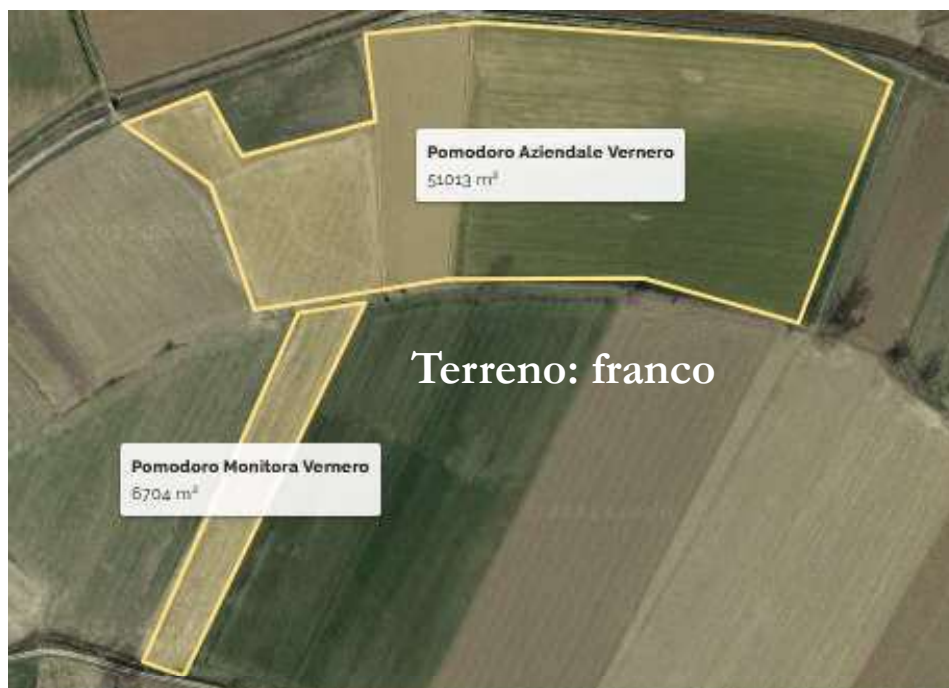 Pomodoro Aziendale Vernero
51013 m²
Terreno: franco
Pomodoro Monitora Vernero
6704 m²